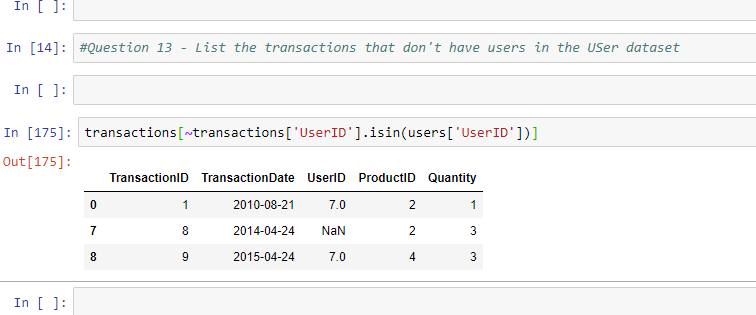 In [ ]:
In [14]: #Question 13 - List the transactions that don't have users in the USer dataset
In [ ]:
In [175]: transactions[~transactions['UserID'].isin(users['UserID'])]
Out[175]:
TransactionID TransactionDate UserID ProductID Quantity
0 1 2010-08-21 7.0 2 1
7 8 2014-04-24 NaN 2 3
8 9 2015-04-24 7.0 4 3
In [ ]: